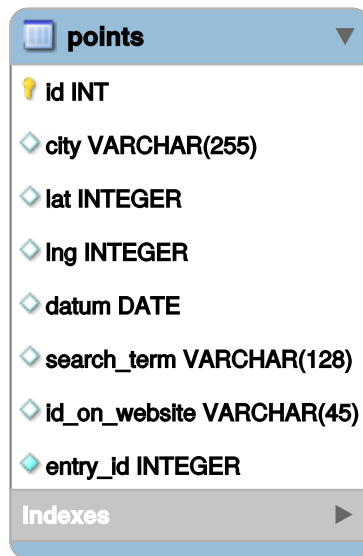 points
id INT
city VARCHAR(255)
lat INTEGER
lng INTEGER
datum DATE
search_term VARCHAR(128)
id_on_website VARCHAR(45)
entry_id INTEGER
Indexes